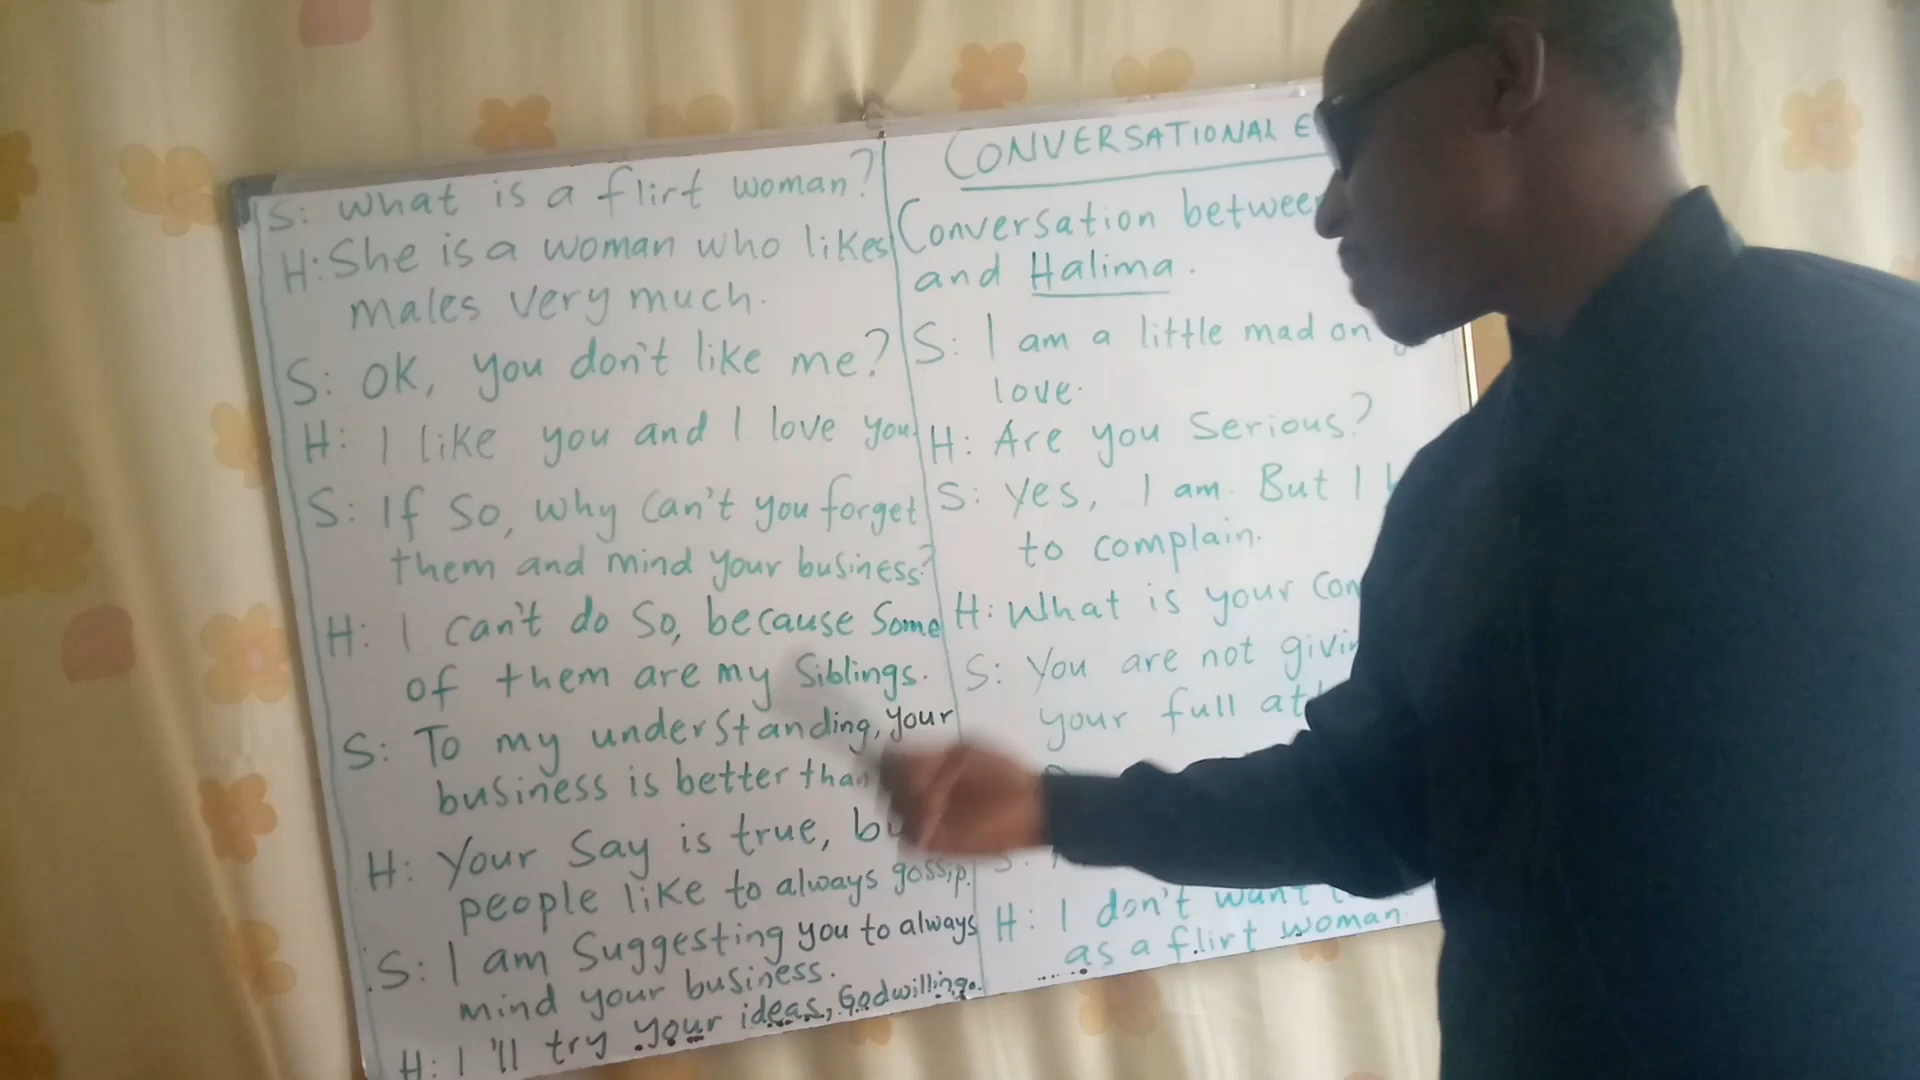 CONVERSATIONAL
Conversation between
and Halima.
S: I am a little mad on
love.
H: Are you Serious?
S: Yes, I am. But I
to complain.
H: What is your
S: You are not
your full
S:
H: I don't want
as a flirt woman.
S: What is a flirt woman?
H: She is a woman who likes
males very much.
S: OK, you don't like me?
H: I like you and I love you.
S: If So, why can't you forget
them and mind your business?
H: I can't do So, because Some
of them are my Siblings.
S: To my understanding, your
business is better than
H: Your Say is true,
people like to always gossip.
S: I am Suggesting you to always
mind your business.
H: I'll try your ideas, Godwilling.